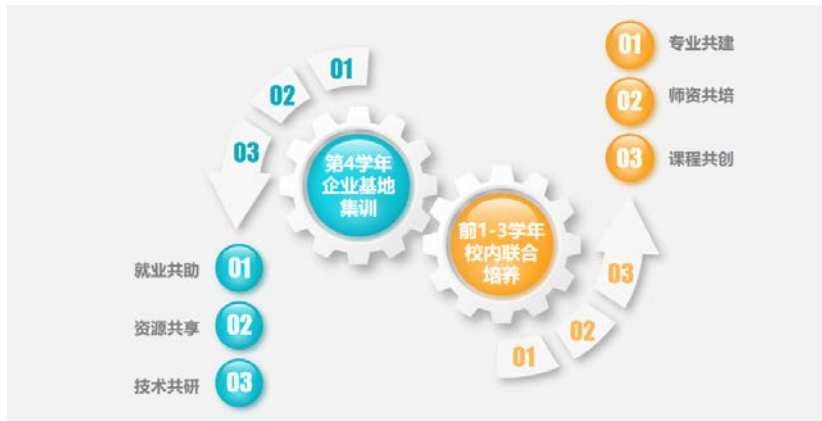 01
02
03
第4学年
企业基地
集训
就业共助
01
资源共享
02
技术共研
03
01
专业共建
02
师资共培
03
课程共创
前1-3学年
校内联合
培养
03
02
01